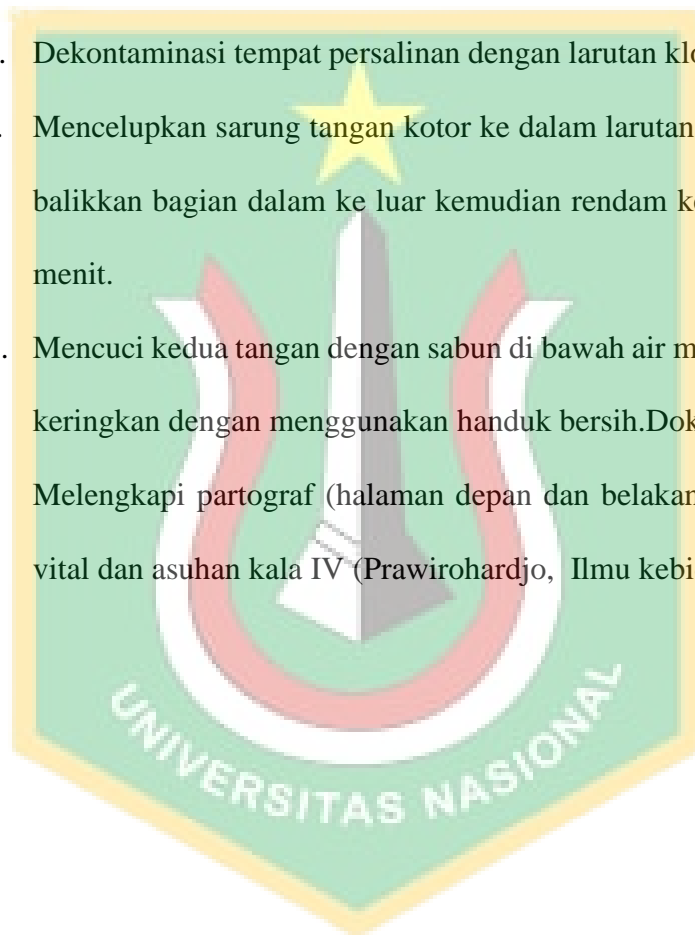 . Dekontaminasi tempat persalinan dengan larutan klo
. Mencelupkan sarung tangan kotor ke dalam larutan
balikkan bagian dalam ke luar kemudian rendam k
menit.
. Mencuci kedua tangan dengan sabun di bawah air m
keringkan dengan menggunakan handuk bersih.Dok
Melengkapi partograf (halaman depan dan belakan
vital dan asuhan kala IV (Prawirohardjo, Ilmu kebi
UNIVERSITAS NASIONAL